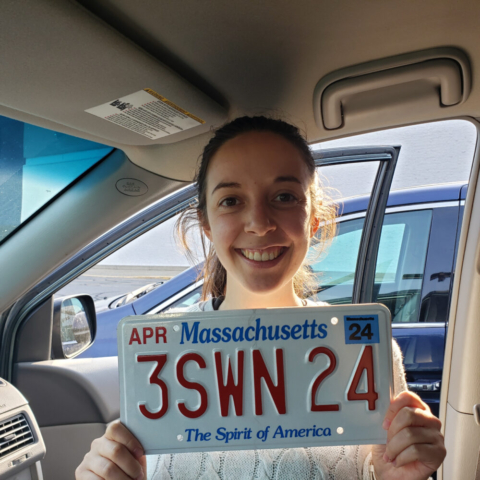 APR Massachusetts 24
3SWN 24
The Spirit of America